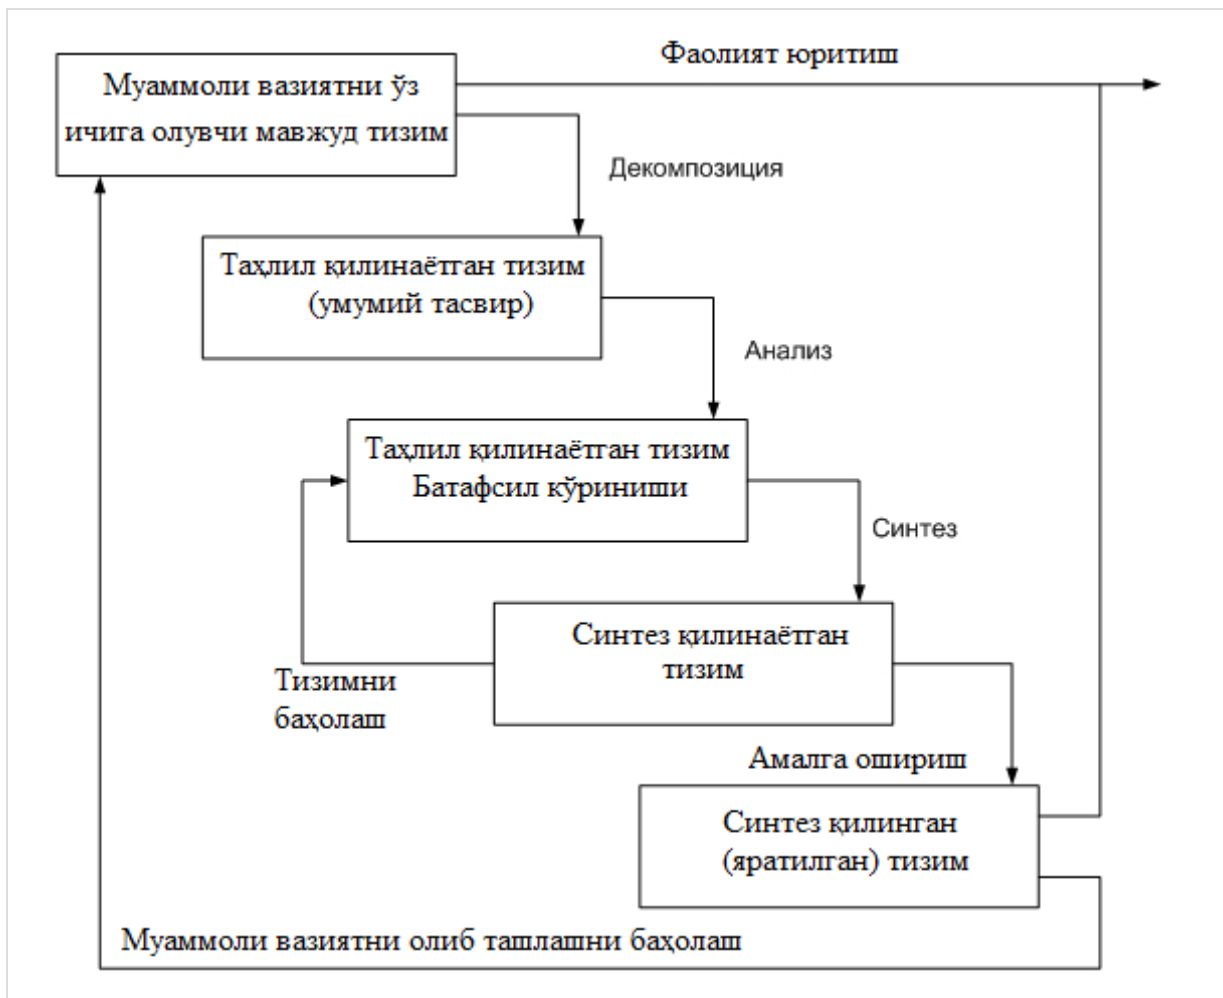 Фаолият юритиш
Муаммоли вазиятни ўз
ичига олувчи мавжуд тизим
Декомпозиция
Таҳлил қилинаётган тизим
(умумий тасвир)
Анализ
Таҳлил қилинаётган тизим
Батафсил кўриниши
Синтез
Синтез қилинаётган
тизим
Тизимни
баҳолаш
Амалга ошириш
Синтез қилинган
(яратилган) тизим
Муаммоли вазиятни олиб ташлашни баҳолаш